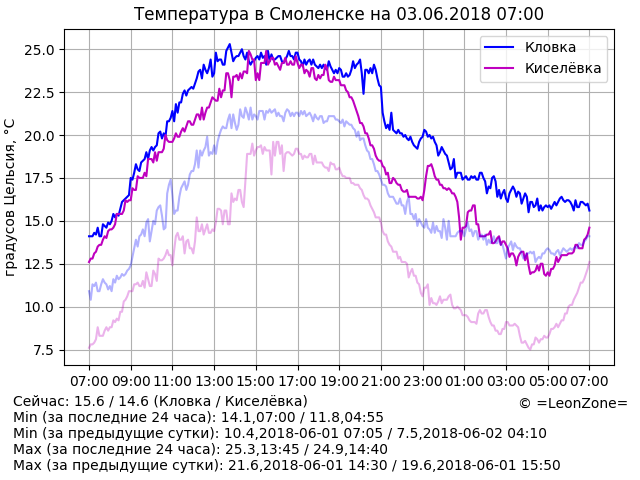 Температура в Смоленске на 03.06.2018 07:00
градусов Цельсия, °C
25.0
22.5
20.0
17.5
15.0
12.5
10.0
7.5
Кловка
Киселёвка
07:00 09:00 11:00 13:00 15:00 17:00 19:00 21:00 23:00 01:00 03:00 05:00 07:00
Сейчас: 15.6 / 14.6 (Кловка / Киселёвка)
© =LeonZone=
Min (за последние 24 часа): 14.1,07:00 / 11.8,04:55
Min (за предыдущие сутки): 10.4,2018-06-01 07:05 / 7.5,2018-06-02 04:10
Max (за последние 24 часа): 25.3,13:45 / 24.9,14:40
Max (за предыдущие сутки): 21.6,2018-06-01 14:30 / 19.6,2018-06-01 15:50